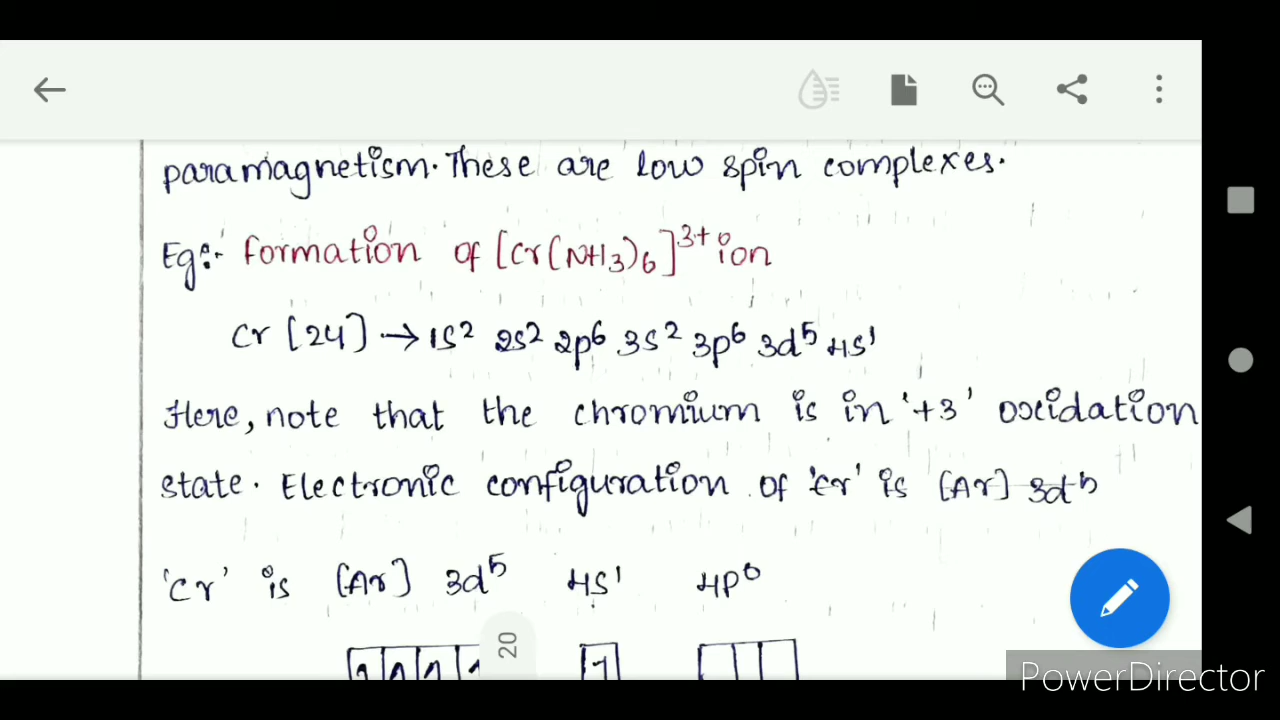 paramagnetism. These are low spin complexes.
Eg:- Formation of [Cr(NH3)6]3+ ion
Cr [24] → 1s2 2s2 2p6 3s2 3p6 3d5 4s1
Here, note that the chromium is in '+3' oxidation
state. Electronic configuration of 'Cr' is [Ar] 3d5
'Cr' is [Ar] 3d5 4s1 4p0
20
PowerDirector